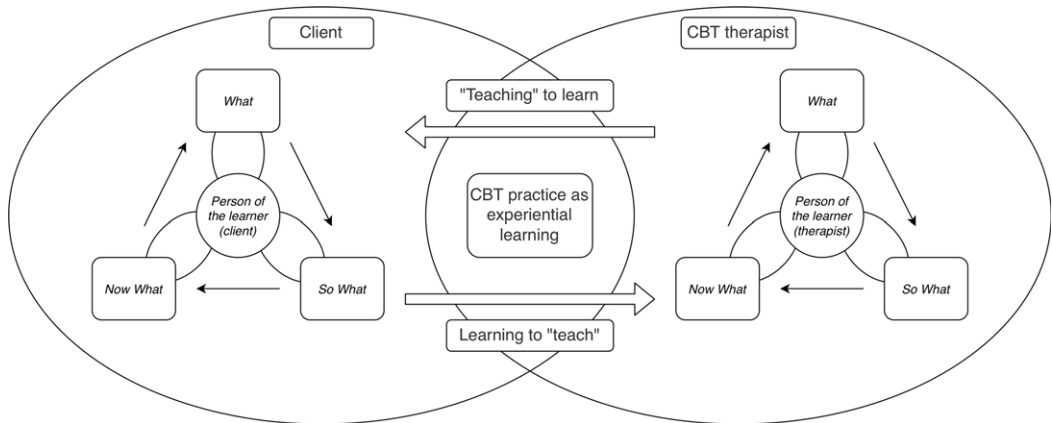 Client
CBT therapist
"Teaching" to learn
What
What
Person of
the learner
(client)
CBT practice as
experiential
learning
Person of
the learner
(therapist)
Now What
So What
Now What
So What
Learning to "teach"